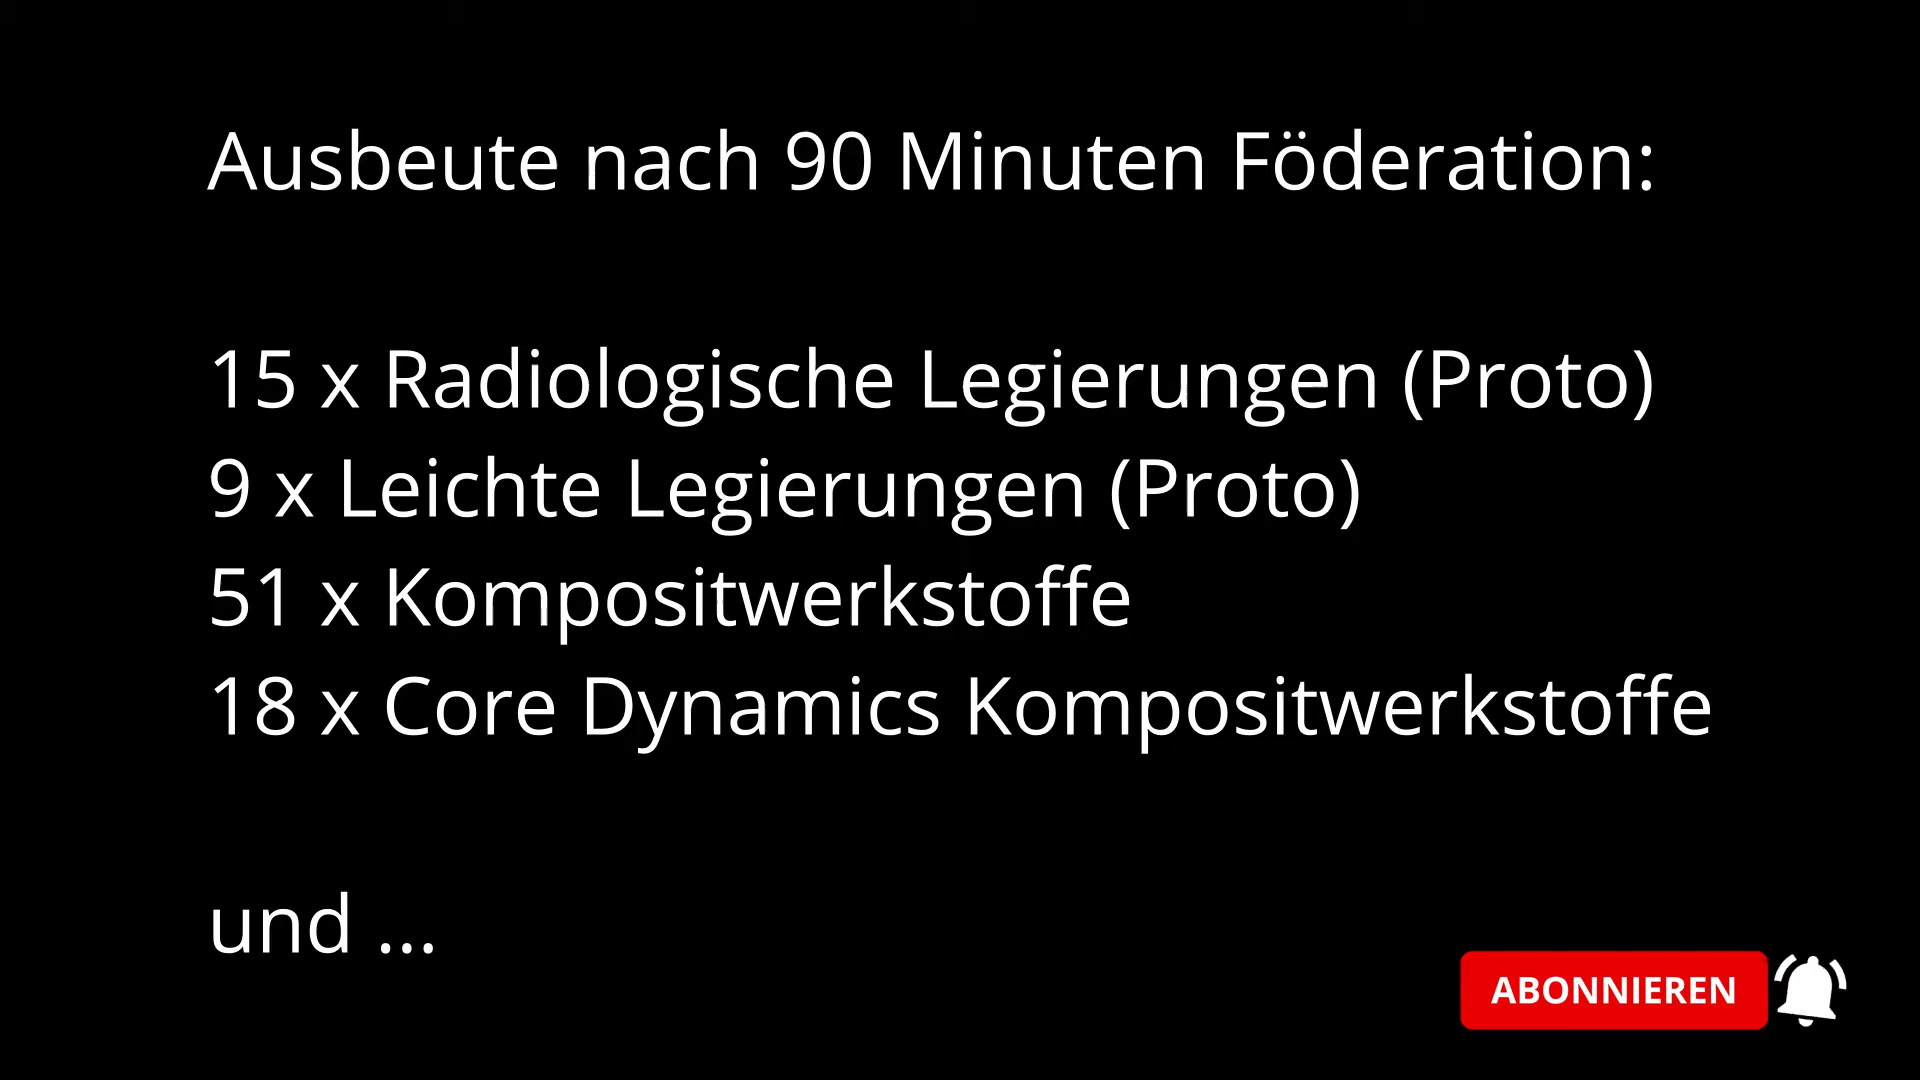 Ausbeute nach 90 Minuten Föderation:
15 x Radiologische Legierungen (Proto)
9 x Leichte Legierungen (Proto)
51 x Kompositwerkstoffe
18 x Core Dynamics Kompositwerkstoffe
und ...
ABONNIEREN